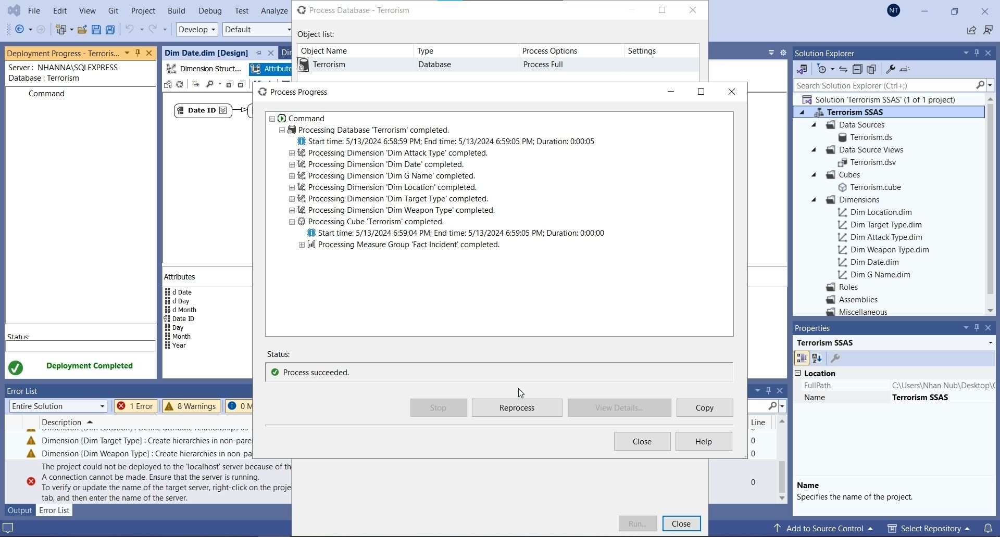 File Edit View Git Project Build Debug Test Analyze
NT
Develop Default
Process Database - Terrorism
Object list:
Object Name Type Process Options Settings
Terrorism Database Process Full
Deployment Progress - Terroris...
Server : NHANNA\SQLEXPRESS
Database : Terrorism
Command
Status:
Deployment Completed
Dim Date.dim [Design]
Dimension Struct...
Attribute
Date ID
Attributes
d Date
d Day
d Month
Date ID
Day
Month
Year
Process Progress
Command
Processing Database 'Terrorism' completed.
Start time: 5/13/2024 6:58:59 PM; End time: 5/13/2024 6:59:05 PM; Duration: 0:00:05
Processing Dimension 'Dim Attack Type' completed.
Processing Dimension 'Dim Date' completed.
Processing Dimension 'Dim G Name' completed.
Processing Dimension 'Dim Location' completed.
Processing Dimension 'Dim Target Type' completed.
Processing Dimension 'Dim Weapon Type' completed.
Processing Cube 'Terrorism' completed.
Start time: 5/13/2024 6:59:04 PM; End time: 5/13/2024 6:59:05 PM; Duration: 0:00:00
Processing Measure Group 'Fact Incident' completed.
Status:
Process succeeded.
Stop Reprocess View Details... Copy
Close Help
Run... Close
Solution Explorer
Search Solution Explorer (Ctrl+;)
Solution 'Terrorism SSAS' (1 of 1 project)
Terrorism SSAS
Data Sources
Terrorism.ds
Data Source Views
Terrorism.dsv
Cubes
Terrorism.cube
Dimensions
Dim Location.dim
Dim Target Type.dim
Dim Attack Type.dim
Dim Weapon Type.dim
Dim Date.dim
Dim G Name.dim
Roles
Assemblies
Miscellaneous
Properties
Terrorism SSAS
Location
FullPath C:\Users\Nhan Nub\Desktop\
Name Terrorism SSAS
Name
Specifies the name of the project.
Error List
Entire Solution 1 Error 8 Warnings 0 M
Description Line
Dimension [Dim Location] : Define attribute relationships as
Dimension [Dim Target Type] : Create hierarchies in non-pare 0
Dimension [Dim Weapon Type] : Create hierarchies in non-pa 0
The project could not be deployed to the 'localhost' server because of th
A connection cannot be made. Ensure that the server is running. 0
To verify or update the name of the target server, right-click on the proje
tab, and then enter the name of the server.
Output Error List
Add to Source Control Select Repository